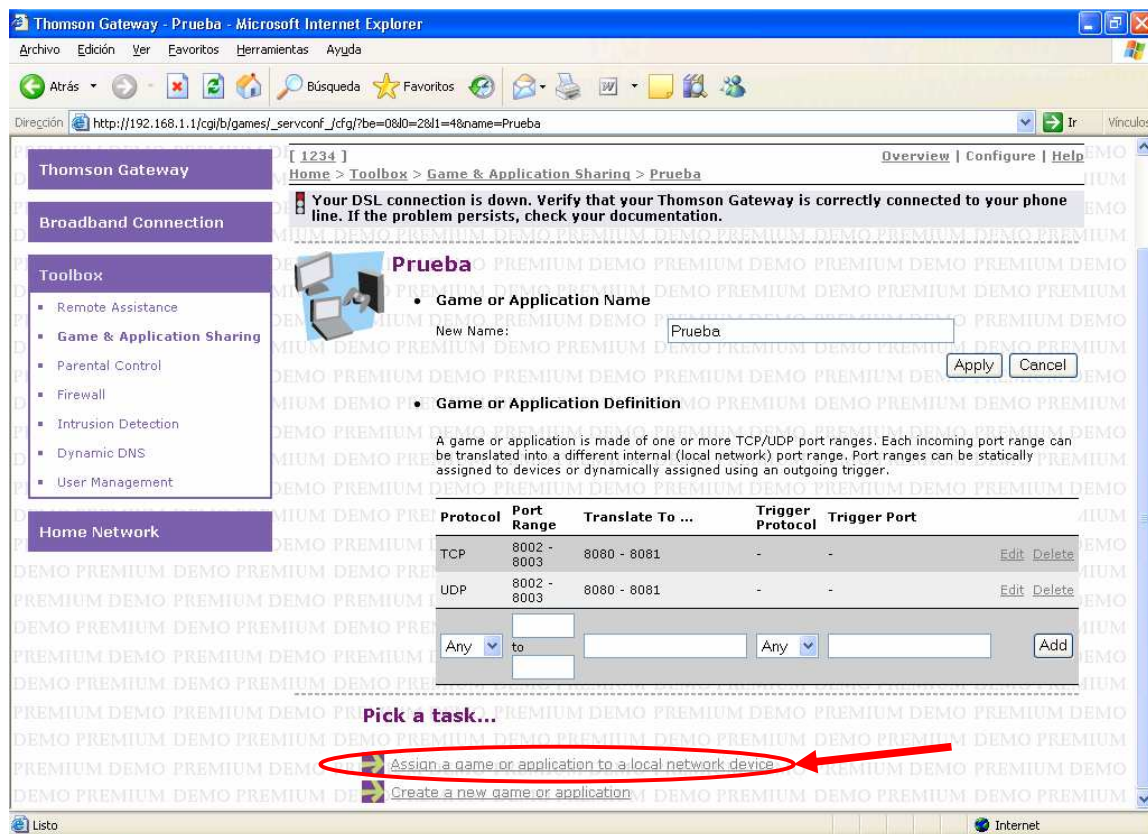 Thomson Gateway - Prueba - Microsoft Internet Explorer
Archivo Edición Ver Favoritos Herramientas Ayuda
Atrás Búsqueda Favoritos
Dirección http://192.168.1.1/cgi/b/games/_servconf_/cfg/?be=0&l0=2&l1=4&name=Prueba Ir Vínculos
[ 1234 ] Overview | Configure | Help
Home > Toolbox > Game & Application Sharing > Prueba
Your DSL connection is down. Verify that your Thomson Gateway is correctly connected to your phone
line. If the problem persists, check your documentation.
Thomson Gateway
Broadband Connection
Toolbox
Remote Assistance
Game & Application Sharing
Parental Control
Firewall
Intrusion Detection
Dynamic DNS
User Management
Home Network
Prueba
Game or Application Name
New Name: Prueba
Apply Cancel
Game or Application Definition
A game or application is made of one or more TCP/UDP port ranges. Each incoming port range can
be translated into a different internal (local network) port range. Port ranges can be statically
assigned to devices or dynamically assigned using an outgoing trigger.
Protocol Port Range Translate To ... Trigger Protocol Trigger Port
TCP 8002 - 8003 8080 - 8081 - - Edit Delete
UDP 8002 - 8003 8080 - 8081 - - Edit Delete
Any to Any Add
Pick a task...
Assign a game or application to a local network device
Create a new game or application
DEMO PREMIUM DEMO PREMIUM DEMO PREMIUM
Listo Internet